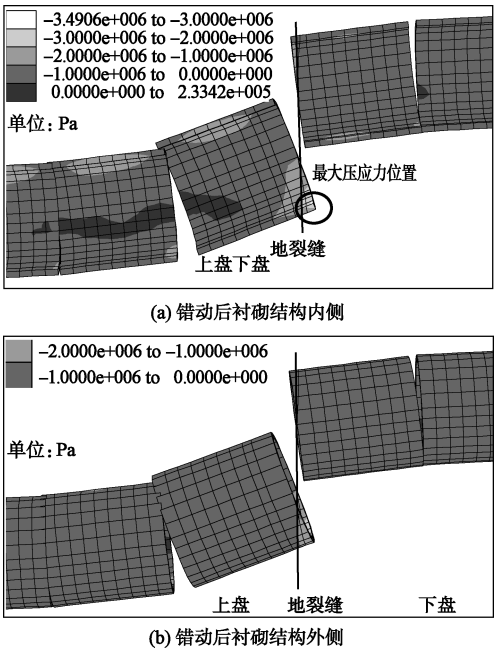 −3.4906e+006 to −3.0000e+006
−3.0000e+006 to −2.0000e+006
−2.0000e+006 to −1.0000e+006
−1.0000e+006 to 0.0000e+000
0.0000e+000 to 2.3342e+005
单位: Pa
最大压应力位置
地裂缝
上盘下盘
(a) 错动后衬砌结构内侧
−2.0000e+006 to −1.0000e+006
−1.0000e+006 to 0.0000e+000
单位: Pa
上盘 地裂缝 下盘
(b) 错动后衬砌结构外侧